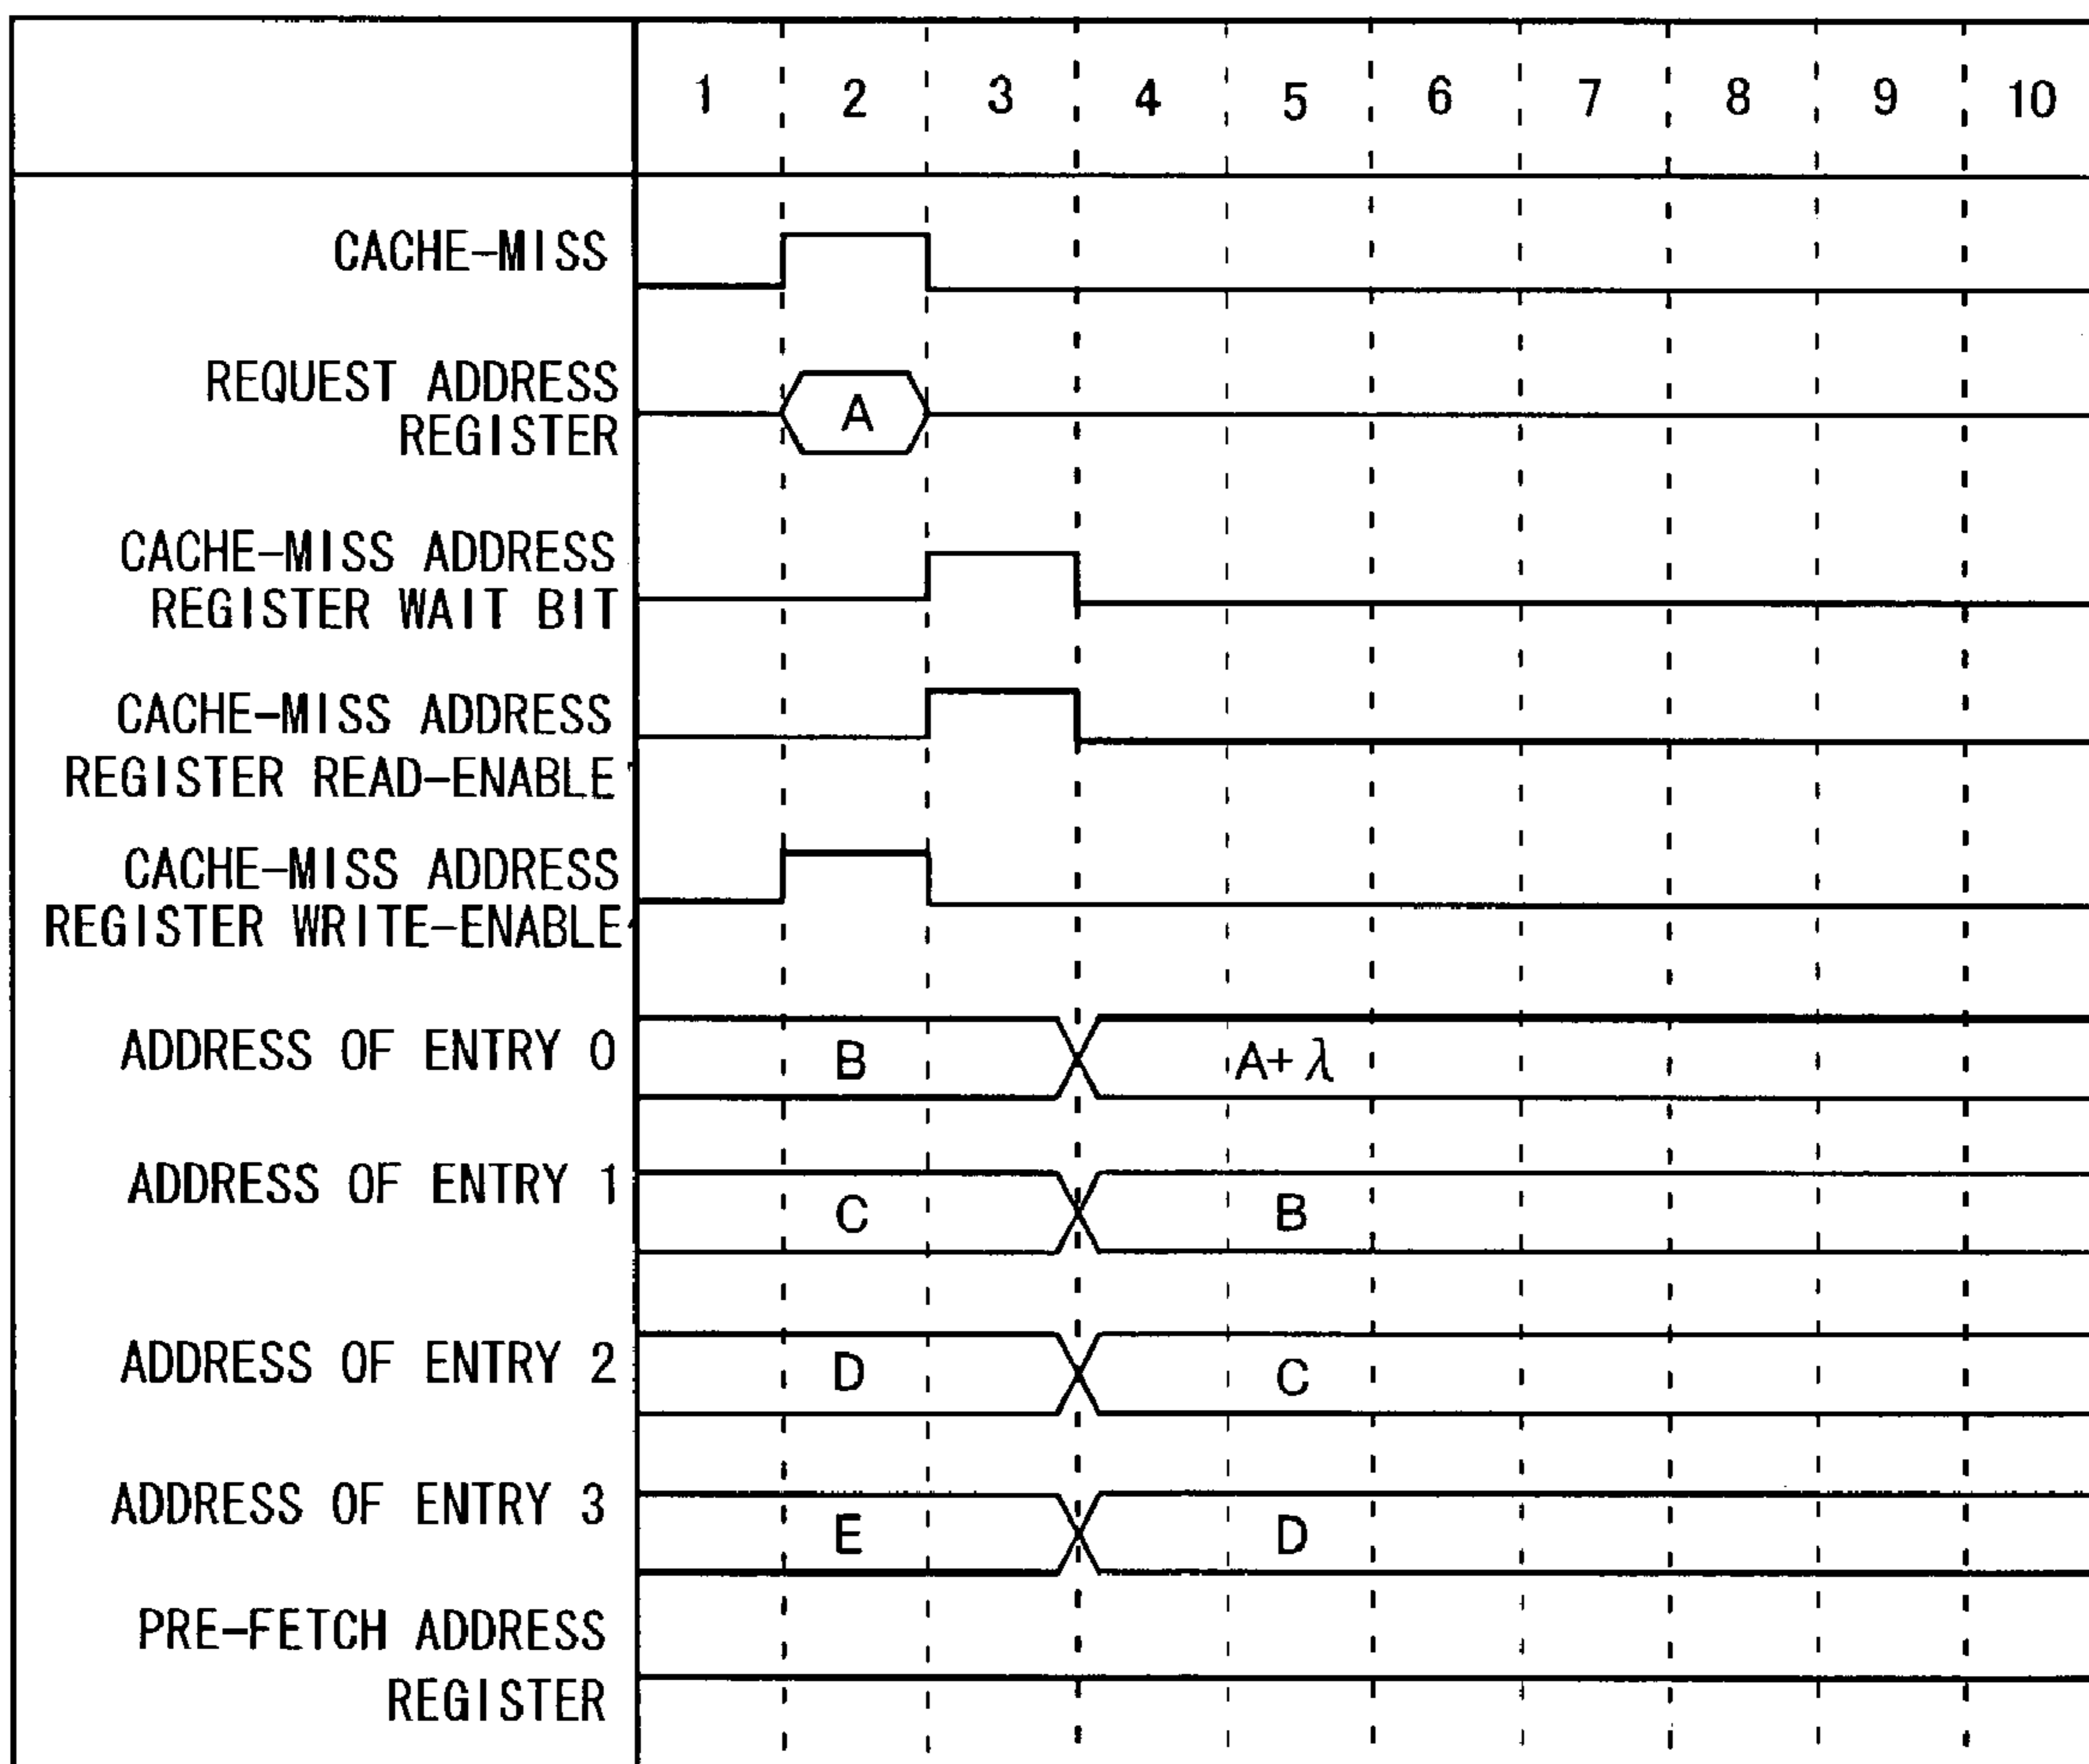 1 2 3 4 5 6 7 8 9 10
CACHE-MISS
REQUEST ADDRESS
REGISTER
A
CACHE-MISS ADDRESS
REGISTER WAIT BIT
CACHE-MISS ADDRESS
REGISTER READ-ENABLE
CACHE-MISS ADDRESS
REGISTER WRITE-ENABLE
ADDRESS OF ENTRY 0 B A+λ
ADDRESS OF ENTRY 1 C B
ADDRESS OF ENTRY 2 D C
ADDRESS OF ENTRY 3 E D
PRE-FETCH ADDRESS
REGISTER